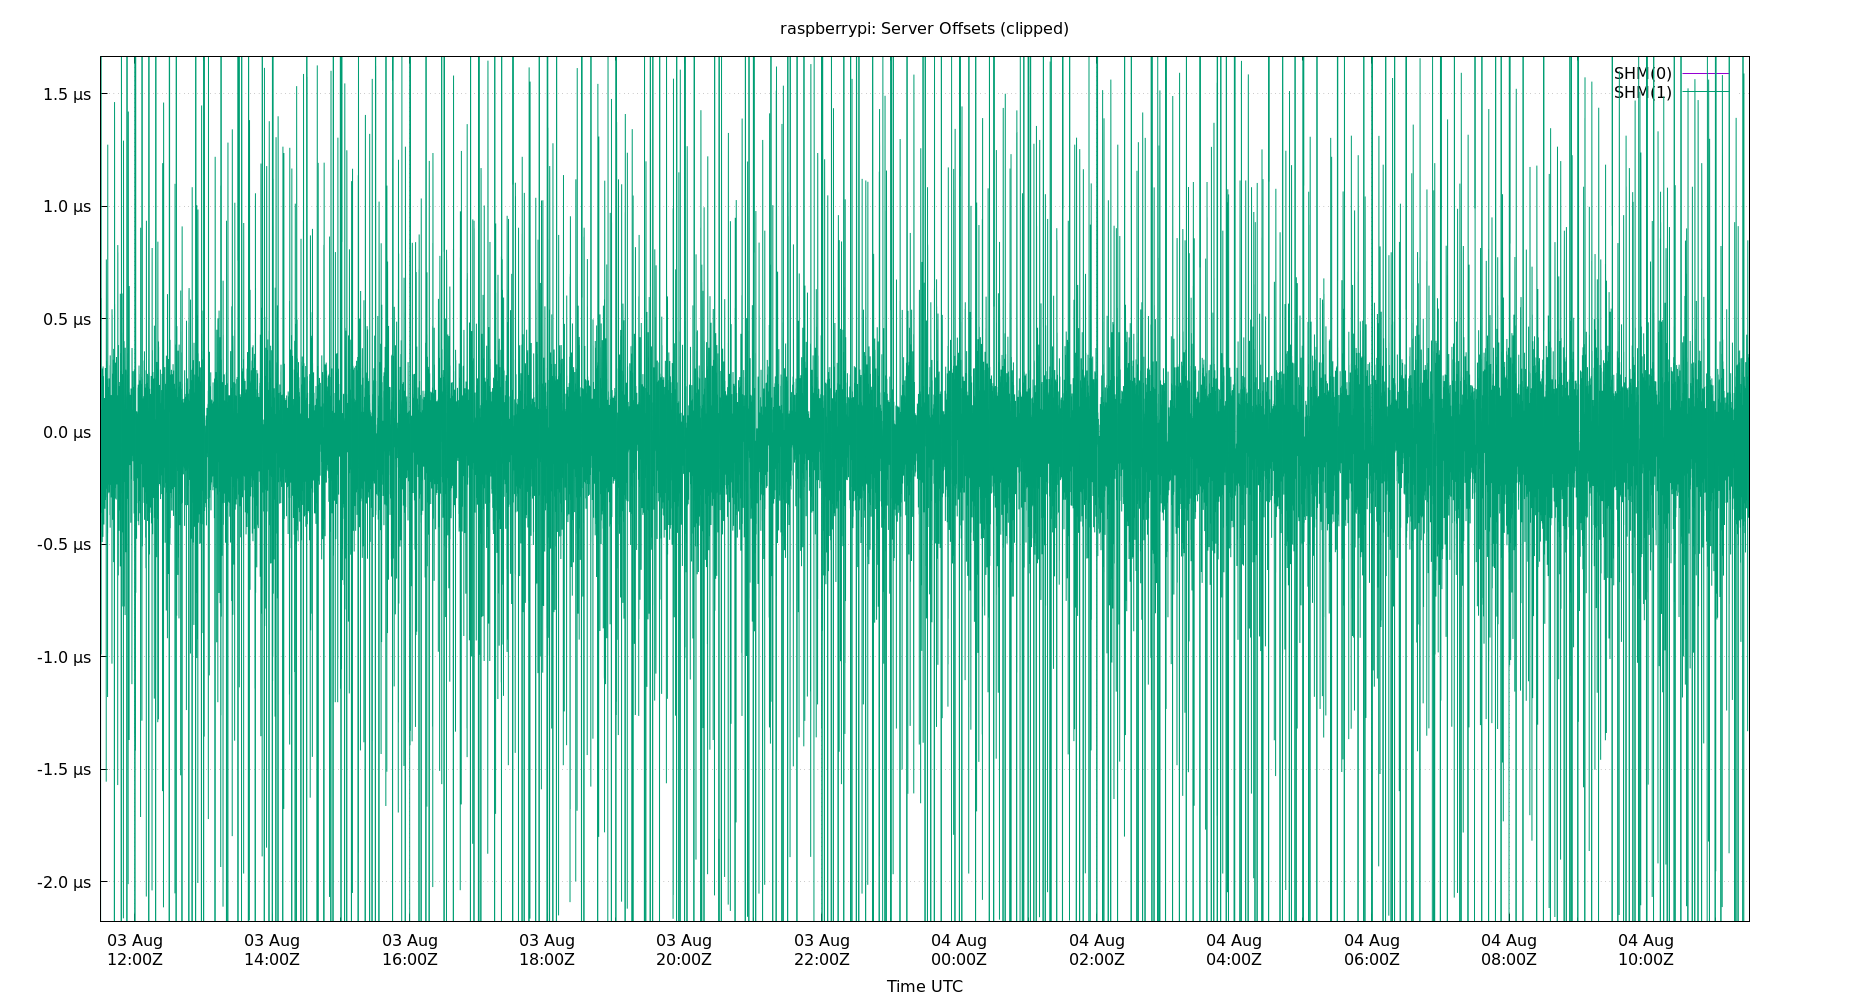 raspberrypi: Server Offsets (clipped)
SHM(0)
SHM(1)
1.5 µs
1.0 µs
0.5 µs
0.0 µs
-0.5 µs
-1.0 µs
-1.5 µs
-2.0 µs
03 Aug 03 Aug 03 Aug 03 Aug 03 Aug 03 Aug 04 Aug 04 Aug 04 Aug 04 Aug 04 Aug 04 Aug
12:00Z 14:00Z 16:00Z 18:00Z 20:00Z 22:00Z 00:00Z 02:00Z 04:00Z 06:00Z 08:00Z 10:00Z
Time UTC